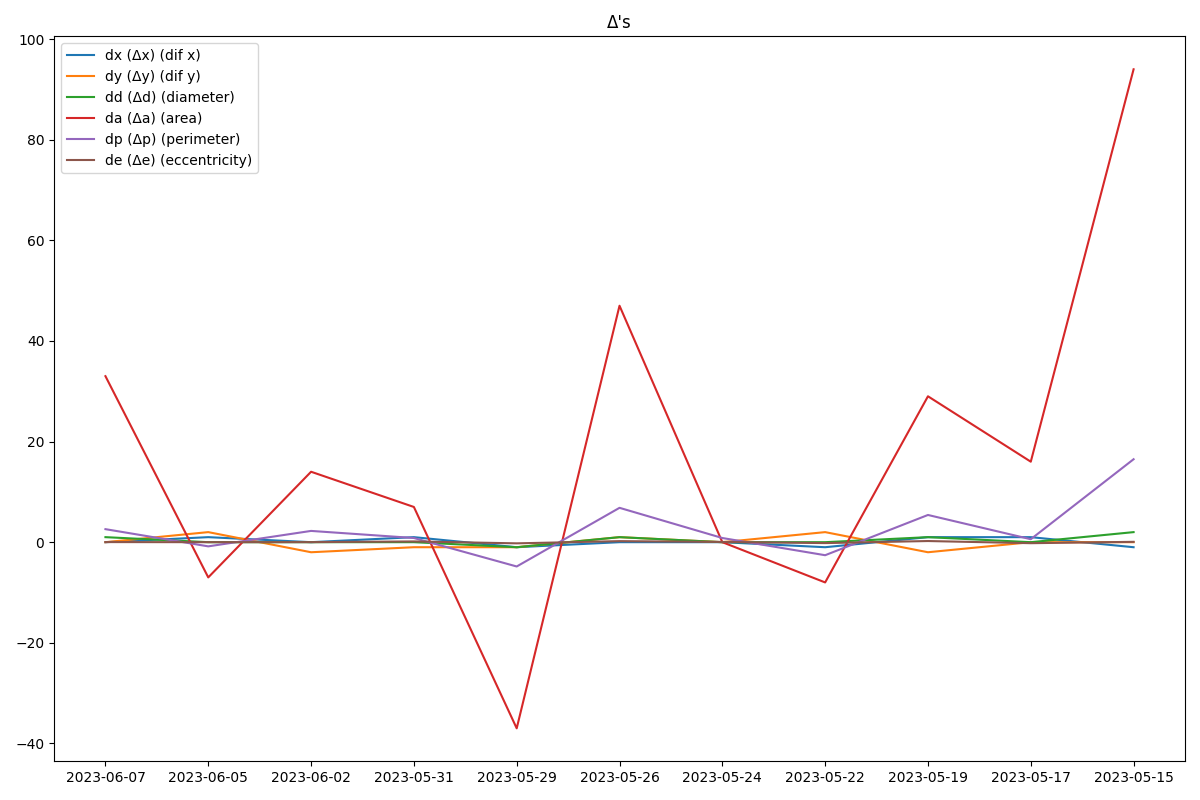 Δ's
dx (Δx) (dif x)
dy (Δy) (dif y)
dd (Δd) (diameter)
da (Δa) (area)
dp (Δp) (perimeter)
de (Δe) (eccentricity)
100
80
60
40
20
0
−20
−40
2023-06-07 2023-06-05 2023-06-02 2023-05-31 2023-05-29 2023-05-26 2023-05-24 2023-05-22 2023-05-19 2023-05-17 2023-05-15